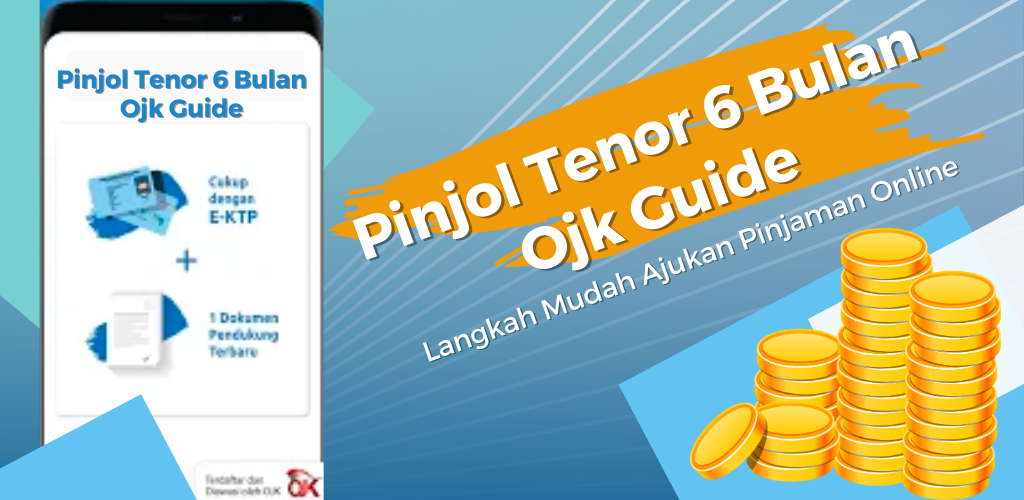 Pinjol Tenor 6 Bulan
Ojk Guide
Cukup
dengan
E-KTP
+
1 Dokumen
Pendukung
Terbaru
Terdaftar dan
Diawasi oleh OJK
OJK
Pinjol Tenor 6 Bulan
Ojk Guide
Langkah Mudah Ajukan Pinjaman Online